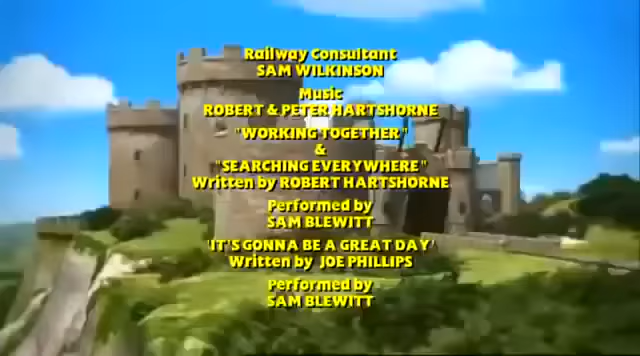 Railway Consultant
SAM WILKINSON
Music
ROBERT & PETER HARTSHORNE
"WORKING TOGETHER"
&
"SEARCHING EVERYWHERE"
Written by ROBERT HARTSHORNE
Performed by
SAM BLEWITT
'IT'S GONNA BE A GREAT DAY'
Written by JOE PHILLIPS
Performed by
SAM BLEWITT